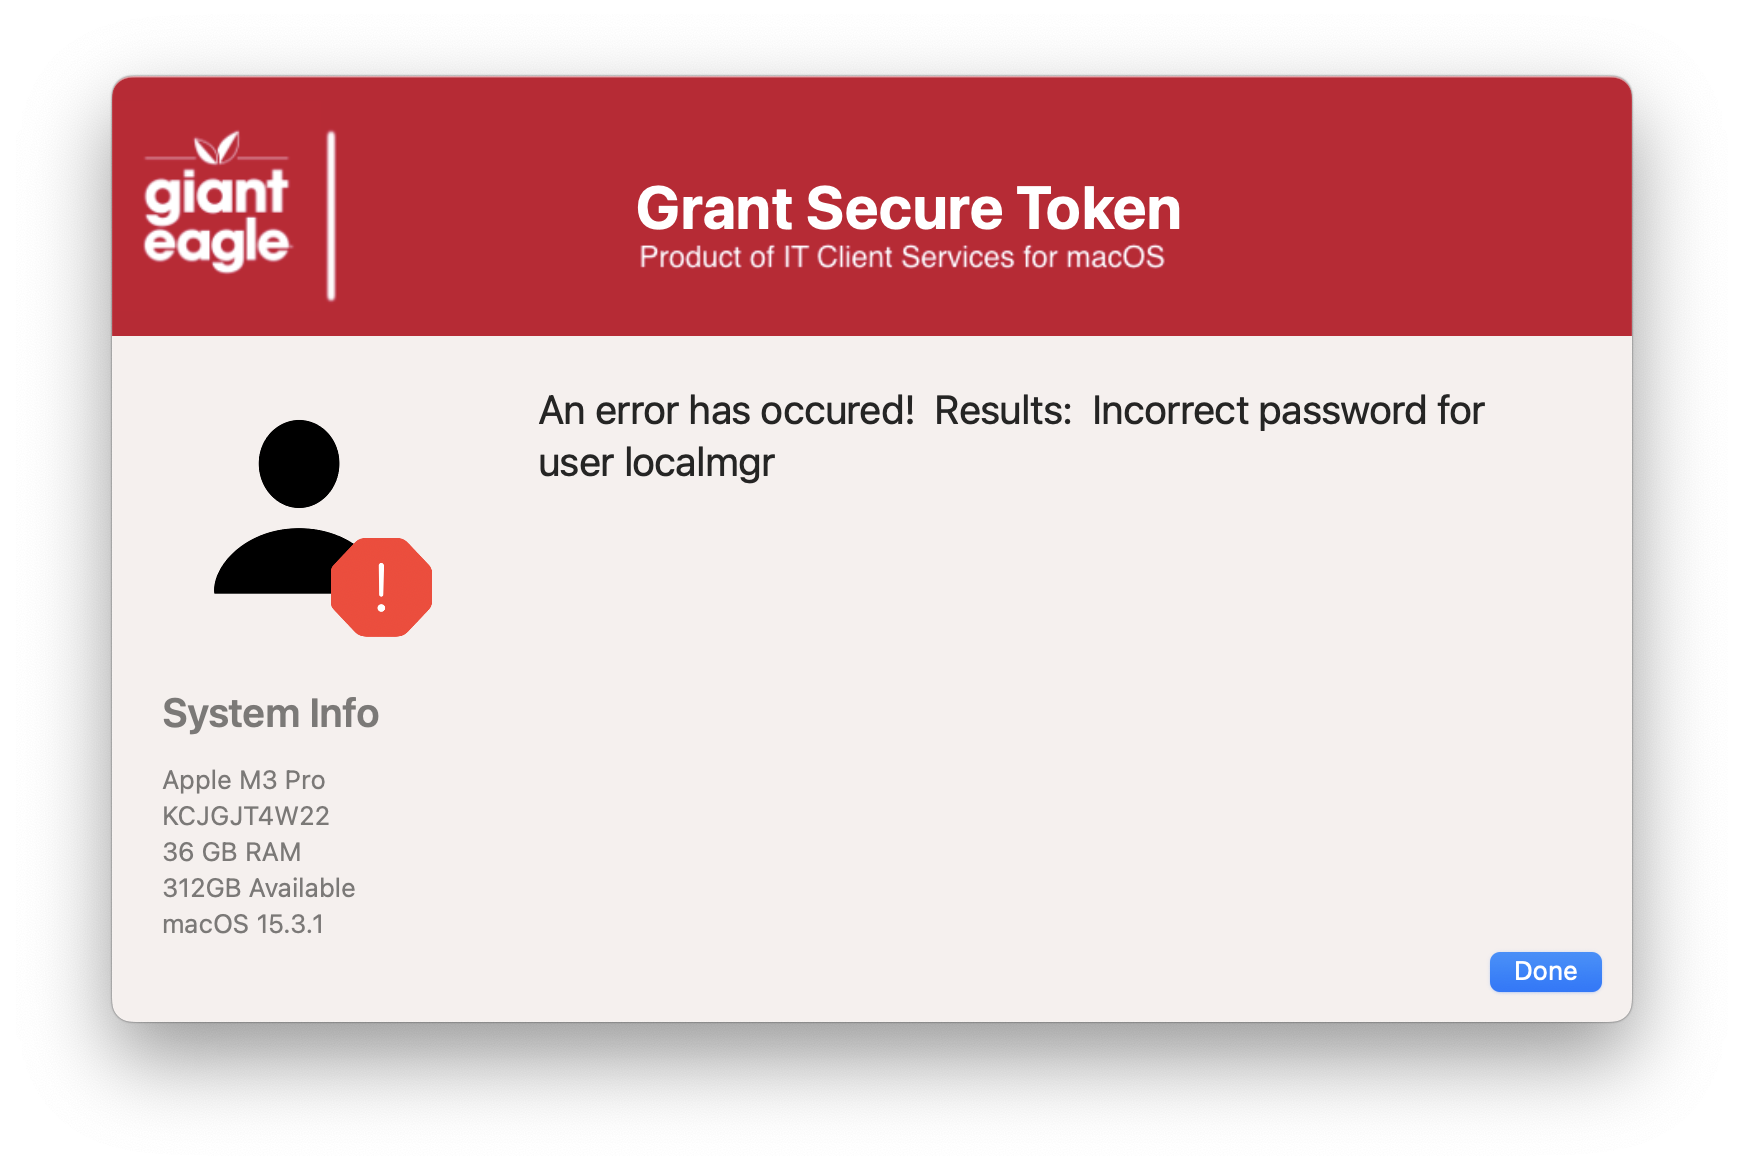 giant
eagle
Grant Secure Token
Product of IT Client Services for macOS
An error has occured!  Results:  Incorrect password for
user localmgr
!
System Info
Apple M3 Pro
KCJGJT4W22
36 GB RAM
312GB Available
macOS 15.3.1
Done